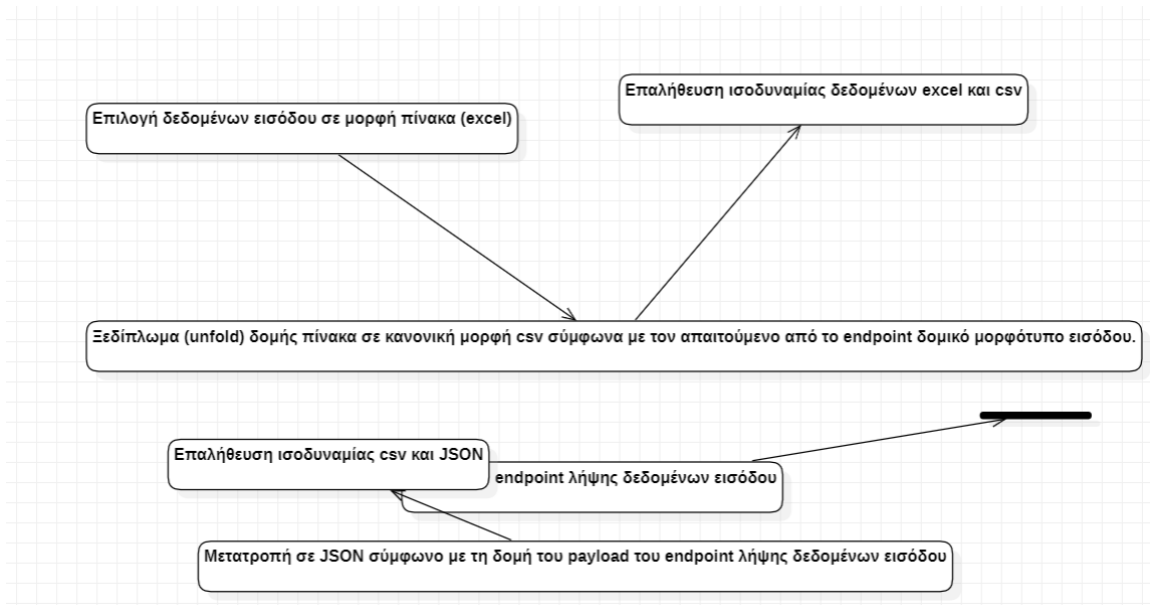 Επαλήθευση ισοδυναμίας δεδομένων excel και csv
Επιλογή δεδομένων εισόδου σε μορφή πίνακα (excel)
Ξεδίπλωμα (unfold) δομής πίνακα σε κανονική μορφή csv σύμφωνα με τον απαιτούμενο από το endpoint δομικό μορφότυπο εισόδου.
Επαλήθευση ισοδυναμίας csv και JSON
endpoint λήψης δεδομένων εισόδου
Μετατροπή σε JSON σύμφωνο με τη δομή του payload του endpoint λήψης δεδομένων εισόδου